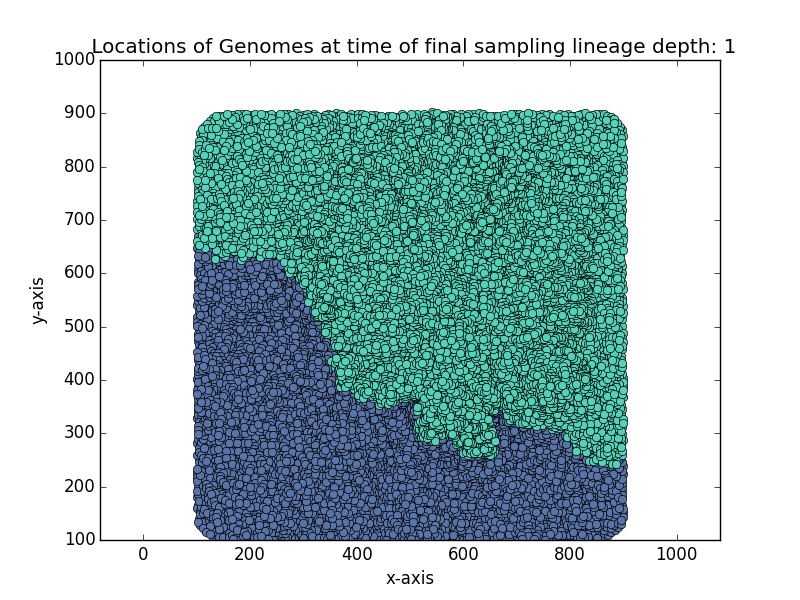 Locations of Genomes at time of final sampling lineage depth: 1
1000
900
800
700
600
500
400
300
200
100
y-axis
0 200 400 600 800 1000
x-axis